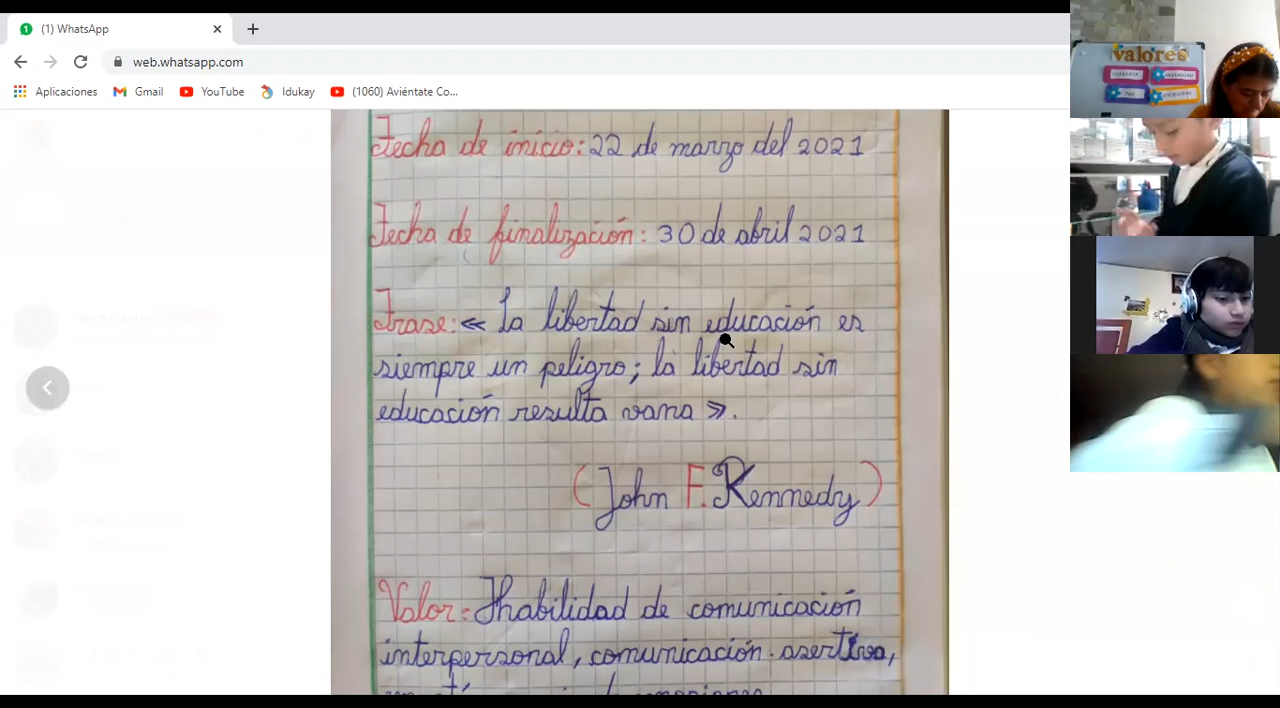 (1) WhatsApp
web.whatsapp.com
Aplicaciones Gmail YouTube Idukay (1060) Aviéntate Co...
Fecha de inicio: 22 de marzo del 2021
Fecha de finalización: 30 de abril 2021
Frase: « La libertad sin educación es
siempre un peligro; la libertad sin
educación resulta vana ».
(John F. Kennedy)
Valor: Habilidad de comunicación
interpersonal, comunicación asertiva,
valores